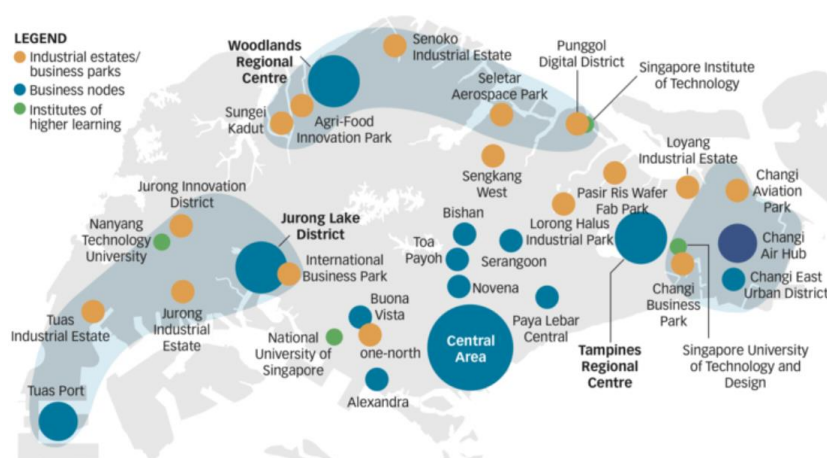 LEGEND
Industrial estates/
business parks
Business nodes
Institutes of
higher learning
Woodlands
Regional
Centre
Senoko
Industrial Estate
Punggol
Digital District
Singapore Institute
of Technology
Seletar
Aerospace Park
Sungei
Kadut
Agri-Food
Innovation Park
Loyang
Industrial Estate
Sengkang
West
Pasir Ris Wafer
Fab Park
Changi
Aviation
Park
Jurong Innovation
District
Nanyang
Technology
University
Jurong Lake
District
International
Business Park
Bishan
Toa
Payoh
Serangoon
Novena
Lorong Halus
Industrial Park
Changi
Air Hub
Changi East
Urban District
Changi
Business
Park
Tuas
Industrial Estate
Jurong
Industrial
Estate
Buona
Vista
National
University of
Singapore
one-north
Central
Area
Paya Lebar
Central
Tampines
Regional
Centre
Singapore University
of Technology and
Design
Tuas Port
Alexandra